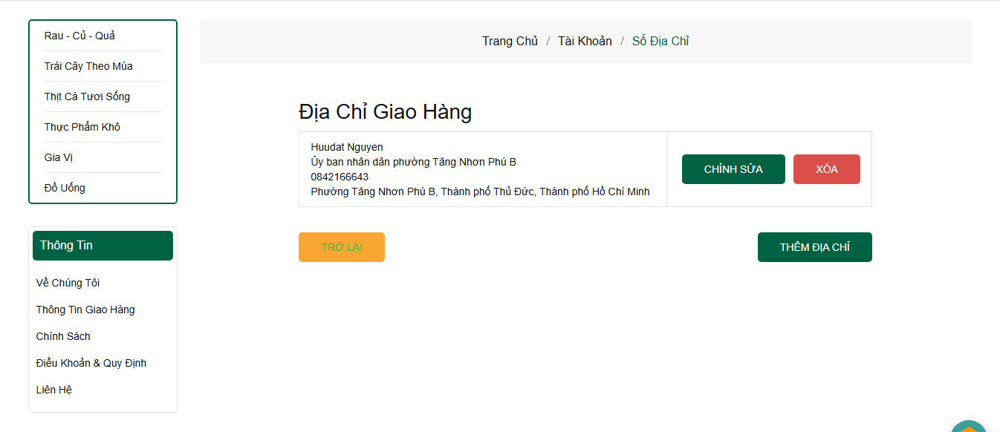 Rau - Củ - Quả
Trái Cây Theo Mùa
Thịt Cá Tươi Sống
Thực Phẩm Khô
Gia Vị
Đồ Uống
Thông Tin
Về Chúng Tôi
Thông Tin Giao Hàng
Chính Sách
Điều Khoản & Quy Định
Liên Hệ
Trang Chủ / Tài Khoản / Sổ Địa Chỉ
Địa Chỉ Giao Hàng
Huudat Nguyen
Ủy ban nhân dân phường Tăng Nhơn Phú B
0842166643
Phường Tăng Nhơn Phú B, Thành phố Thủ Đức, Thành phố Hồ Chí Minh
CHỈNH SỬA
XÓA
TRỞ LẠI
THÊM ĐỊA CHỈ